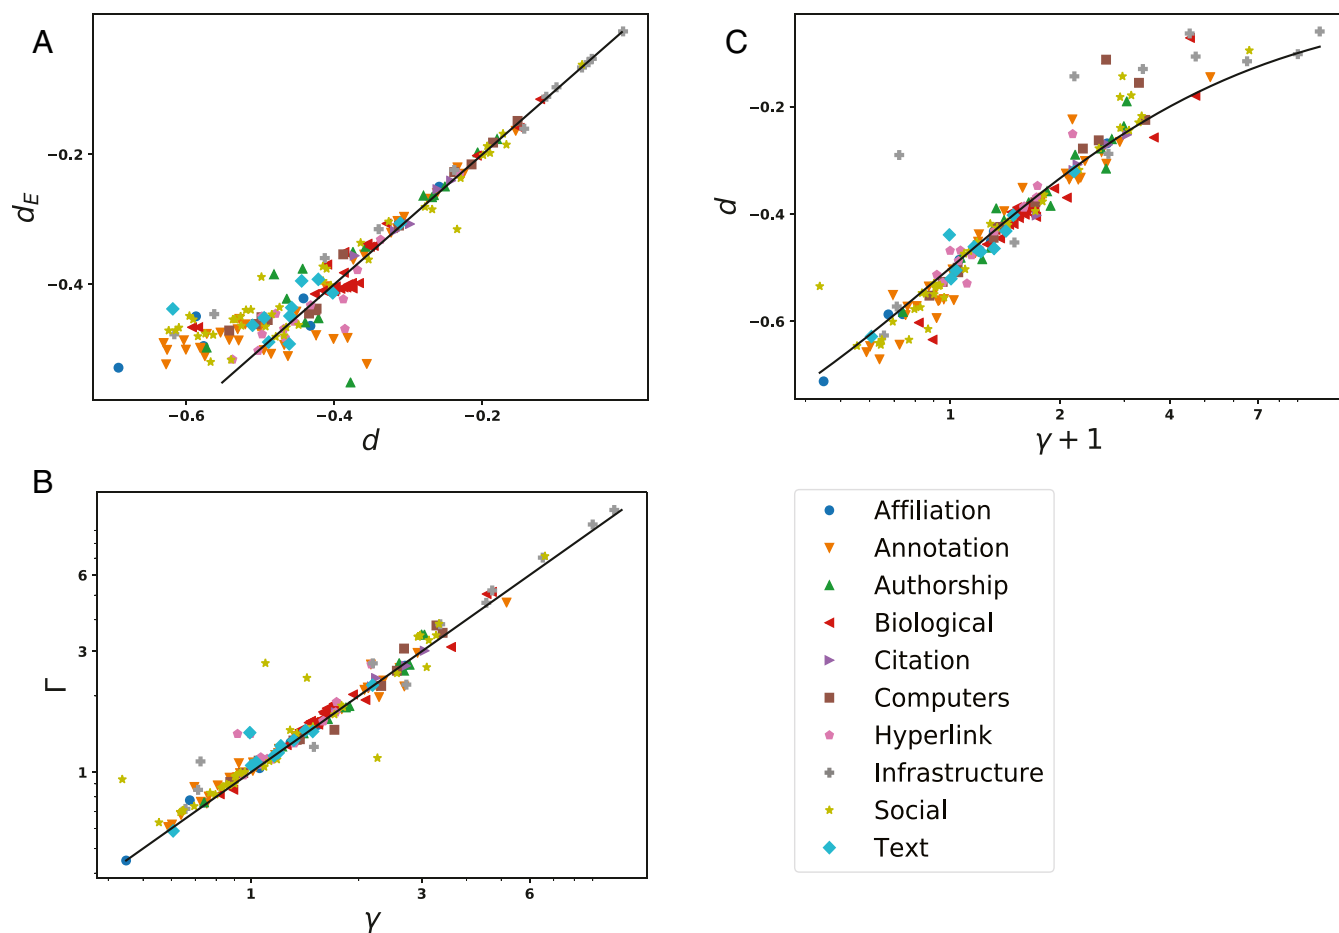 A
d_E
−0.2
−0.4
−0.6
−0.4
−0.2
d
C
d
−0.2
−0.4
−0.6
1
2
4
7
γ + 1
B
Γ
6
3
1
1
3
6
γ
Affiliation
Annotation
Authorship
Biological
Citation
Computers
Hyperlink
Infrastructure
Social
Text